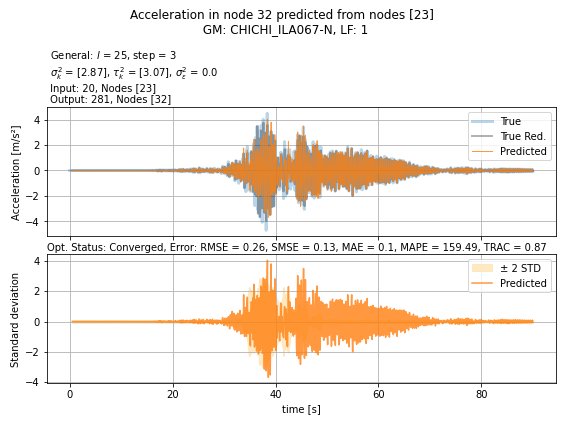 Acceleration in node 32 predicted from nodes [23]
GM: CHICHI_ILA067-N, LF: 1
General: l = 25, step = 3
σ²ₖ = [2.87], τ²ₖ = [3.07], σ²ε = 0.0
Input: 20, Nodes [23]
Output: 281, Nodes [32]
Acceleration [m/s²]
4
2
0
−2
−4
True
True Red.
Predicted
Opt. Status: Converged, Error: RMSE = 0.26, SMSE = 0.13, MAE = 0.1, MAPE = 159.49, TRAC = 0.87
Standard deviation
4
2
0
−2
−4
± 2 STD
Predicted
0 20 40 60 80
time [s]